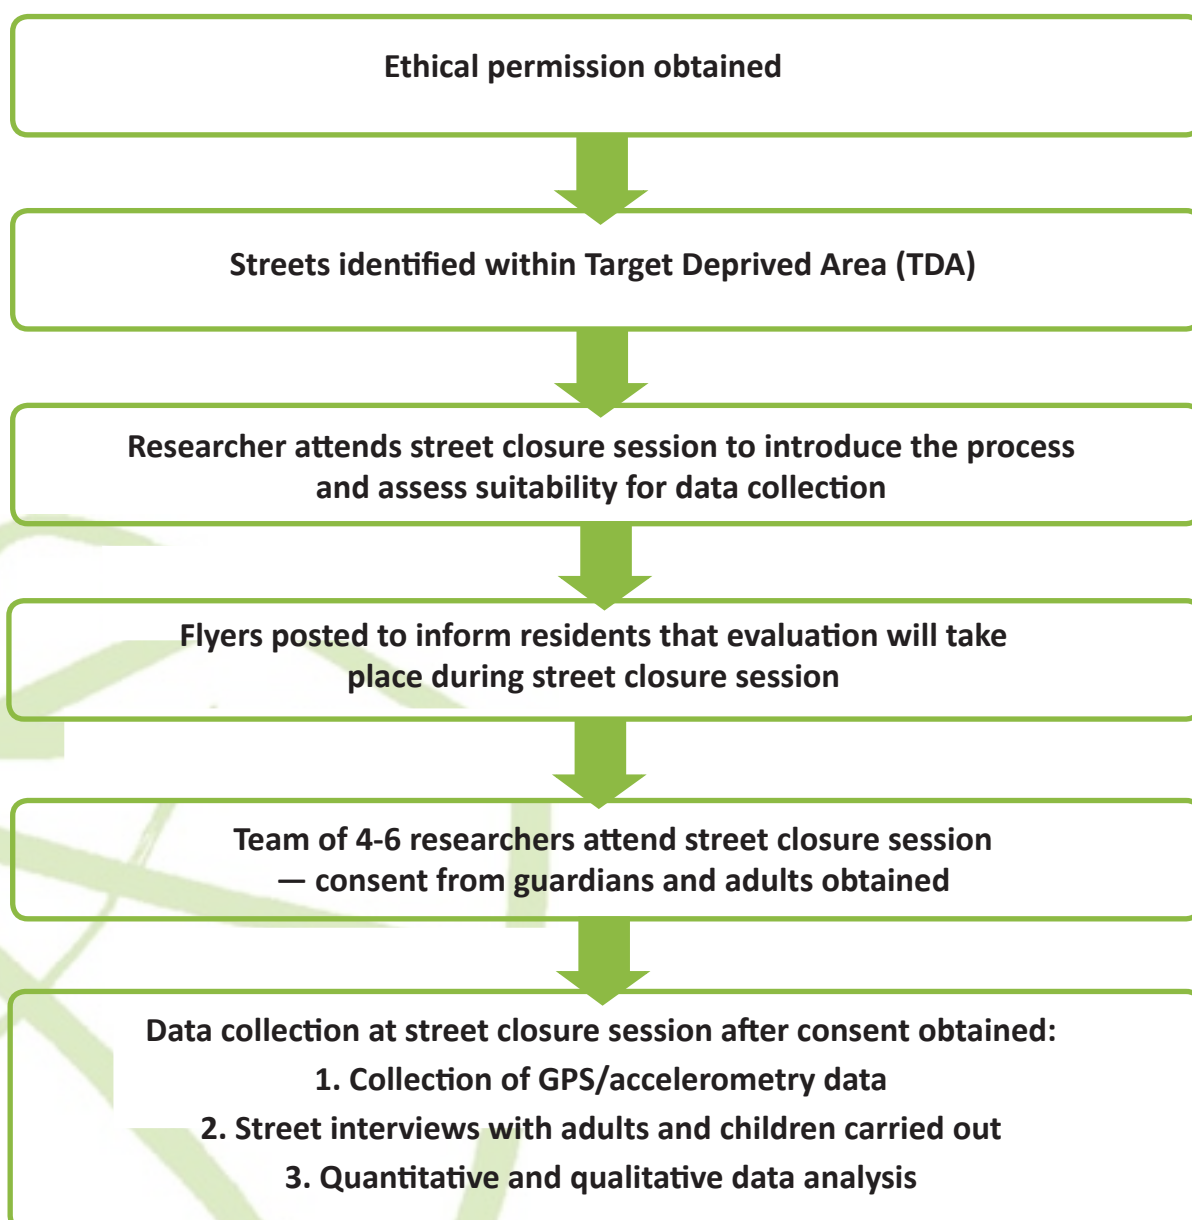 Ethical permission obtained
Streets identified within Target Deprived Area (TDA)
Researcher attends street closure session to introduce the process
and assess suitability for data collection
Flyers posted to inform residents that evaluation will take
place during street closure session
Team of 4-6 researchers attend street closure session
— consent from guardians and adults obtained
Data collection at street closure session after consent obtained:
1. Collection of GPS/accelerometry data
2. Street interviews with adults and children carried out
3. Quantitative and qualitative data analysis